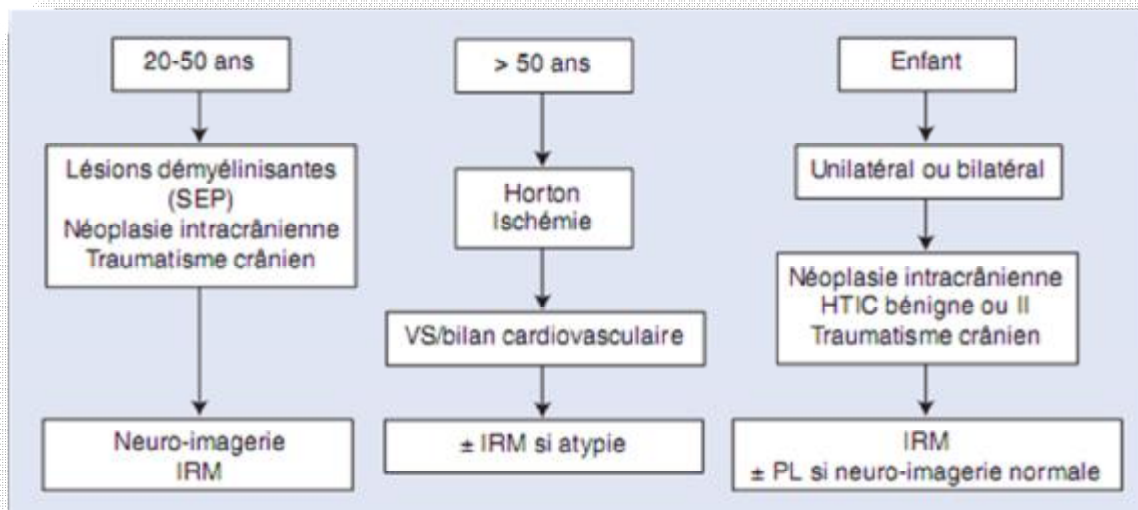 20-50 ans
Lésions démyélinisantes
(SEP)
Néoplasie intracrânienne
Traumatisme crânien
Neuro-imagerie
IRM
> 50 ans
Horton
Ischémie
VS/bilan cardiovasculaire
± IRM si atypie
Enfant
Unilatéral ou bilatéral
Néoplasie intracrânienne
HTIC bénigne ou II
Traumatisme crânien
IRM
± PL si neuro-imagerie normale